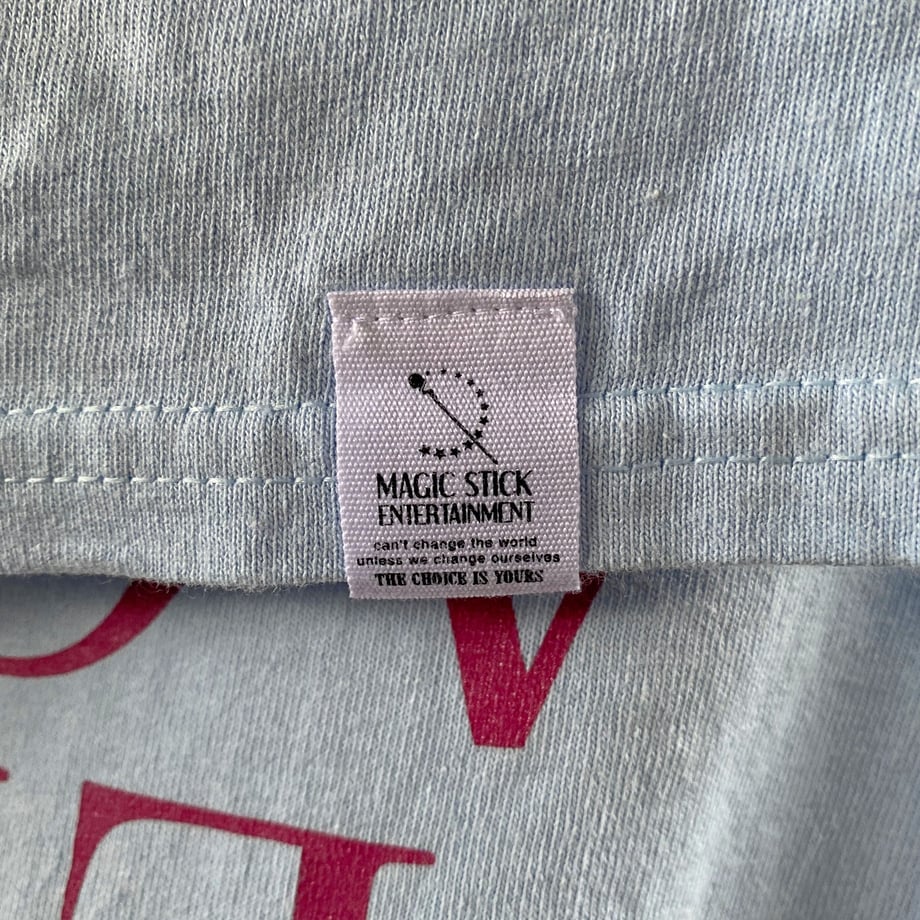 MAGIC STICK
ENTERTAINMENT
can't change the world
unless we change ourselves
THE CHOICE IS YOURS